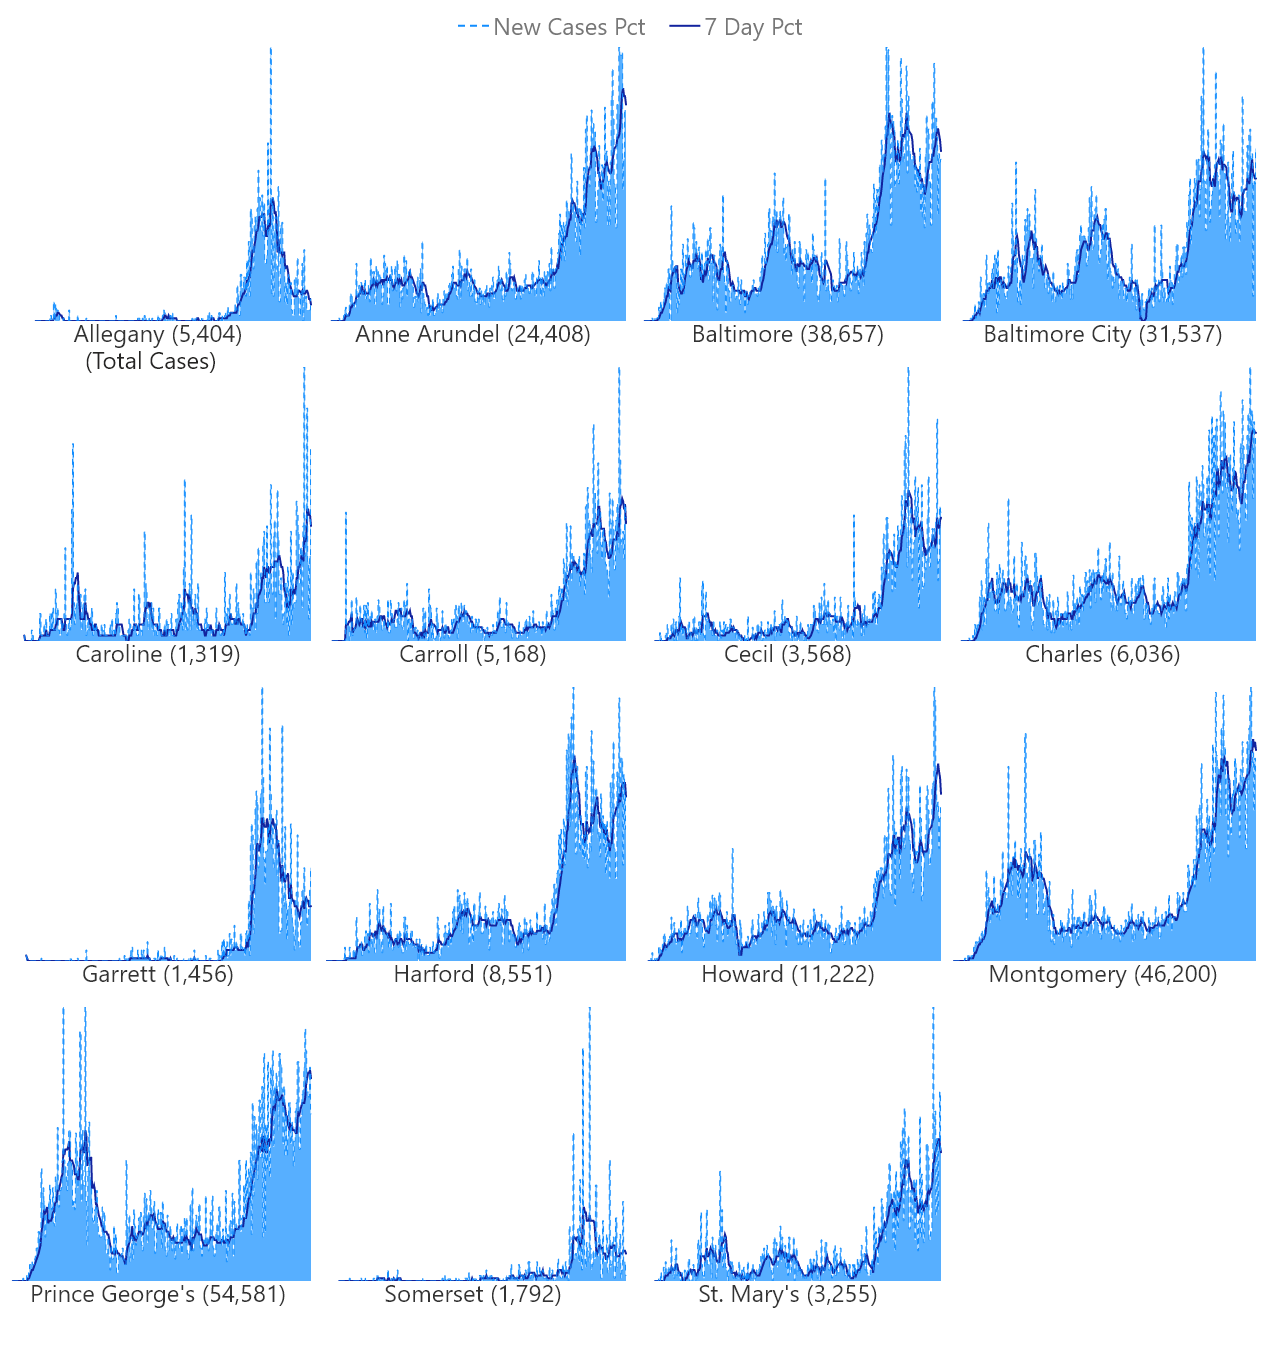 New Cases Pct 7 Day Pct
Allegany (5,404)
(Total Cases)
Anne Arundel (24,408)
Baltimore (38,657)
Baltimore City (31,537)
Caroline (1,319)
Carroll (5,168)
Cecil (3,568)
Charles (6,036)
Garrett (1,456)
Harford (8,551)
Howard (11,222)
Montgomery (46,200)
Prince George's (54,581)
Somerset (1,792)
St. Mary's (3,255)